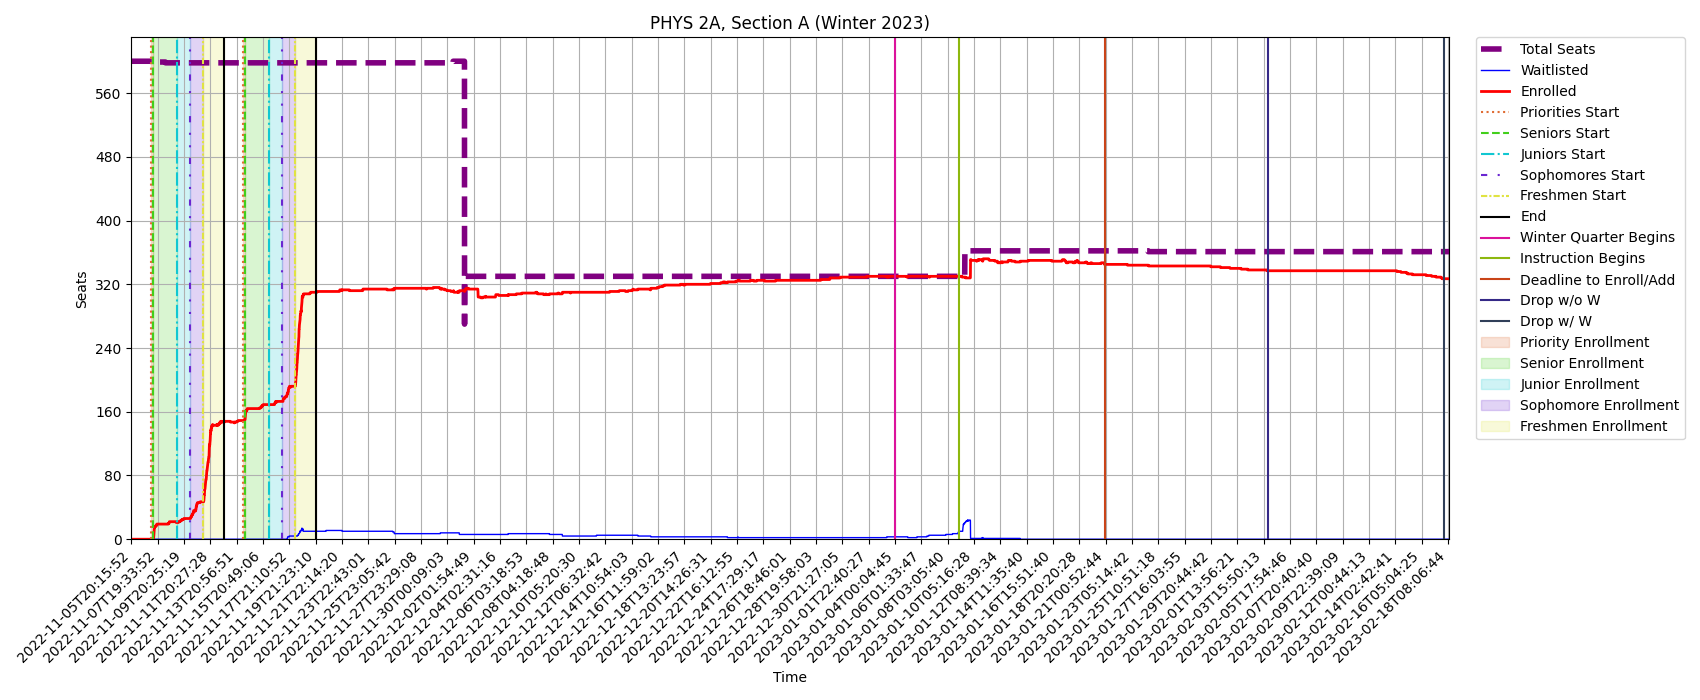 PHYS 2A, Section A (Winter 2023)
Seats
560
480
400
320
240
160
80
0
2022-11-05T20:15:52
2022-11-07T19:33:52
2022-11-09T20:25:19
2022-11-11T20:27:28
2022-11-13T20:56:51
2022-11-15T20:49:06
2022-11-17T21:10:52
2022-11-19T21:23:10
2022-11-21T22:14:20
2022-11-23T22:43:01
2022-11-25T23:05:42
2022-11-27T23:29:08
2022-11-30T00:09:03
2022-12-02T01:54:49
2022-12-04T02:31:16
2022-12-06T03:18:53
2022-12-08T04:18:48
2022-12-10T05:20:30
2022-12-12T06:32:42
2022-12-14T10:54:03
2022-12-16T11:59:02
2022-12-18T13:23:57
2022-12-20T14:26:31
2022-12-22T16:12:55
2022-12-24T17:29:17
2022-12-26T18:46:01
2022-12-28T19:58:03
2022-12-30T21:27:05
2023-01-01T22:40:27
2023-01-04T00:04:45
2023-01-06T01:33:47
2023-01-08T03:05:40
2023-01-10T05:16:28
2023-01-12T08:39:34
2023-01-14T11:35:40
2023-01-16T15:51:40
2023-01-18T20:20:28
2023-01-21T00:52:44
2023-01-23T05:14:42
2023-01-25T10:51:18
2023-01-27T16:03:55
2023-01-29T20:44:42
2023-02-01T13:56:21
2023-02-03T15:50:13
2023-02-05T17:54:46
2023-02-07T20:40:40
2023-02-09T22:39:09
2023-02-12T00:44:13
2023-02-14T02:42:41
2023-02-16T05:04:25
2023-02-18T08:06:44
Time
Total Seats
Waitlisted
Enrolled
Priorities Start
Seniors Start
Juniors Start
Sophomores Start
Freshmen Start
End
Winter Quarter Begins
Instruction Begins
Deadline to Enroll/Add
Drop w/o W
Drop w/ W
Priority Enrollment
Senior Enrollment
Junior Enrollment
Sophomore Enrollment
Freshmen Enrollment